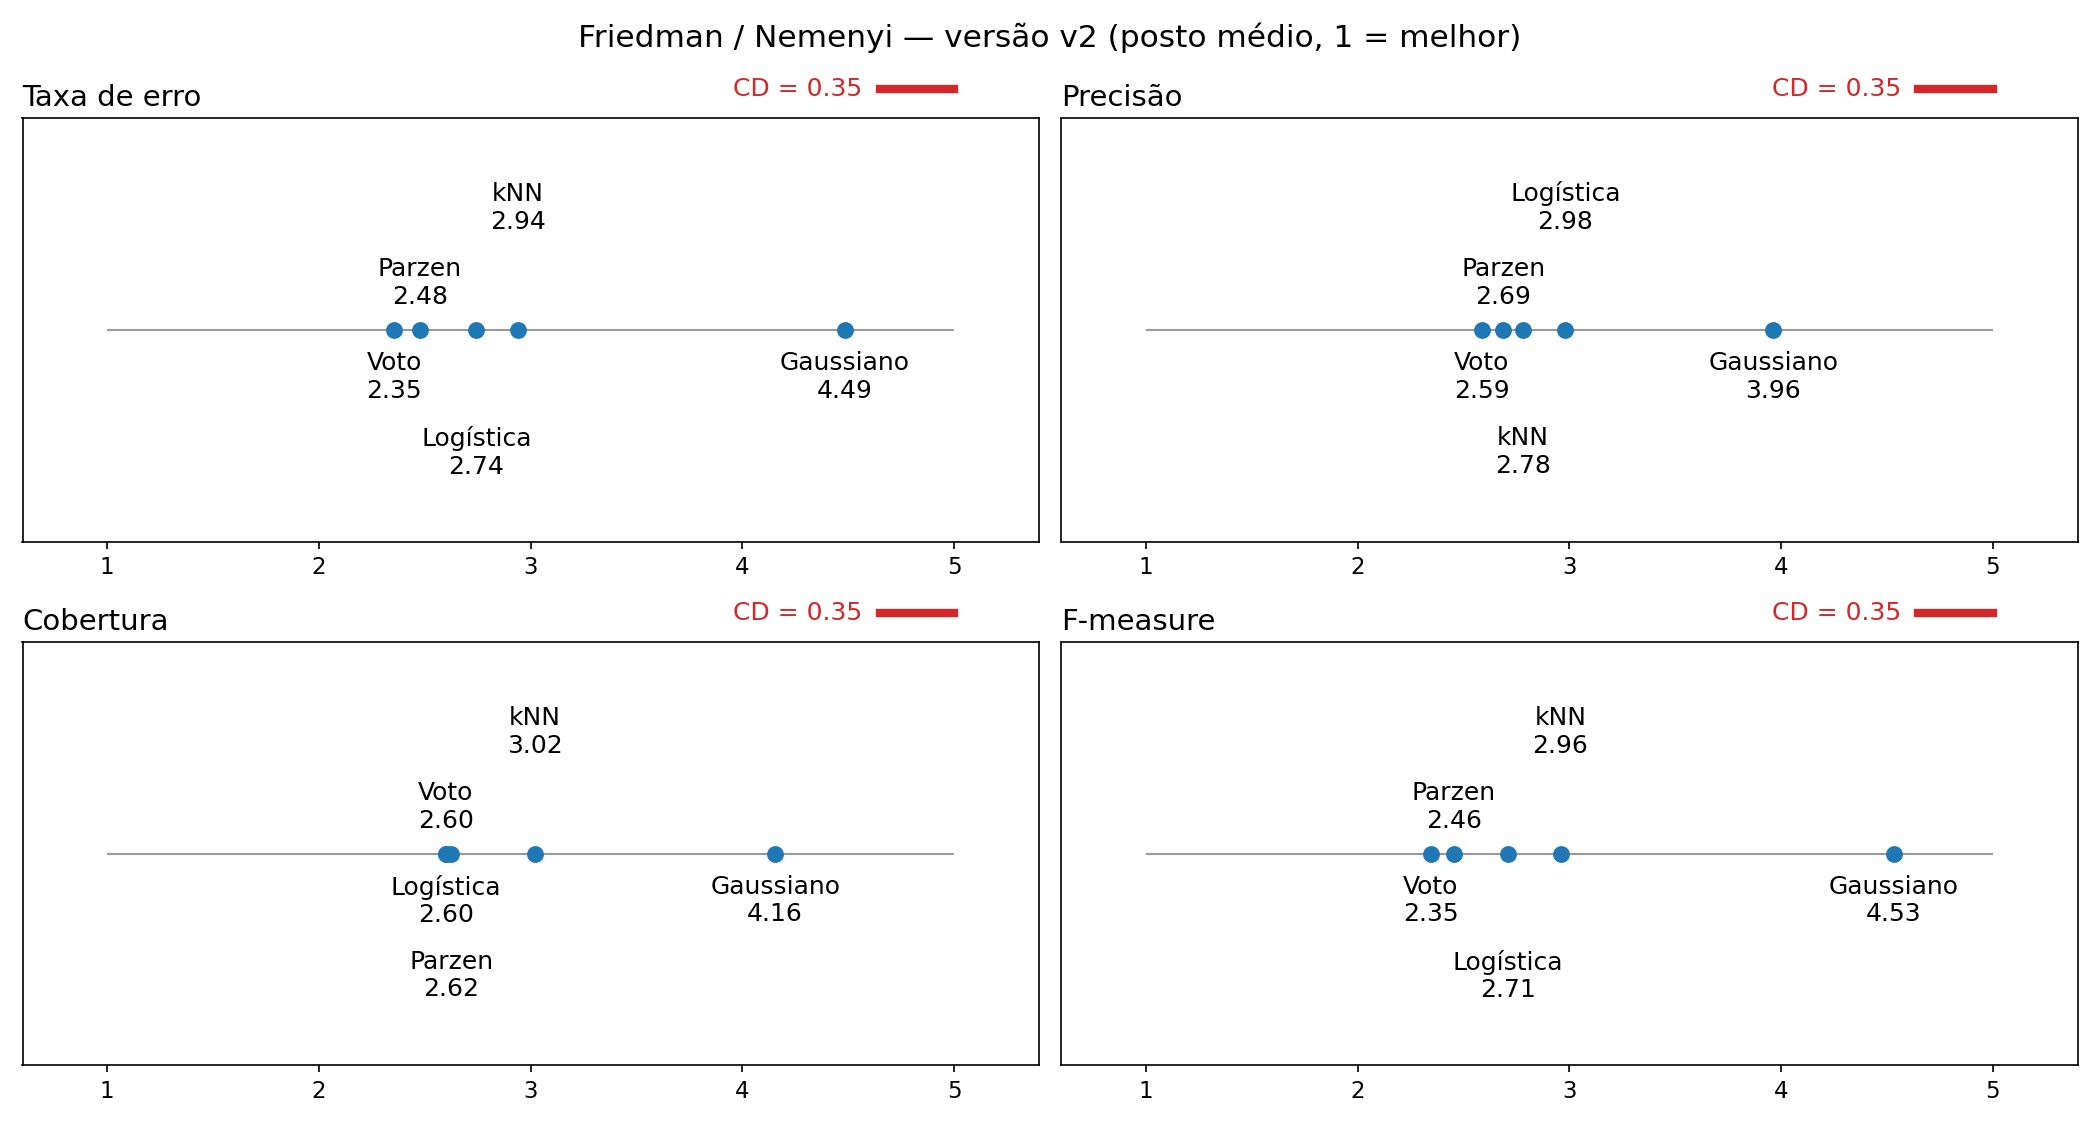 Friedman / Nemenyi — versão v2 (posto médio, 1 = melhor)
Taxa de erro
CD = 0.35
kNN
2.94
Parzen
2.48
Voto
2.35
Gaussiano
4.49
Logística
2.74
1 2 3 4 5
Precisão
CD = 0.35
Logística
2.98
Parzen
2.69
Voto
2.59
Gaussiano
3.96
kNN
2.78
1 2 3 4 5
Cobertura
CD = 0.35
kNN
3.02
Voto
2.60
Logística
2.60
Gaussiano
4.16
Parzen
2.62
1 2 3 4 5
F-measure
CD = 0.35
kNN
2.96
Parzen
2.46
Voto
2.35
Gaussiano
4.53
Logística
2.71
1 2 3 4 5